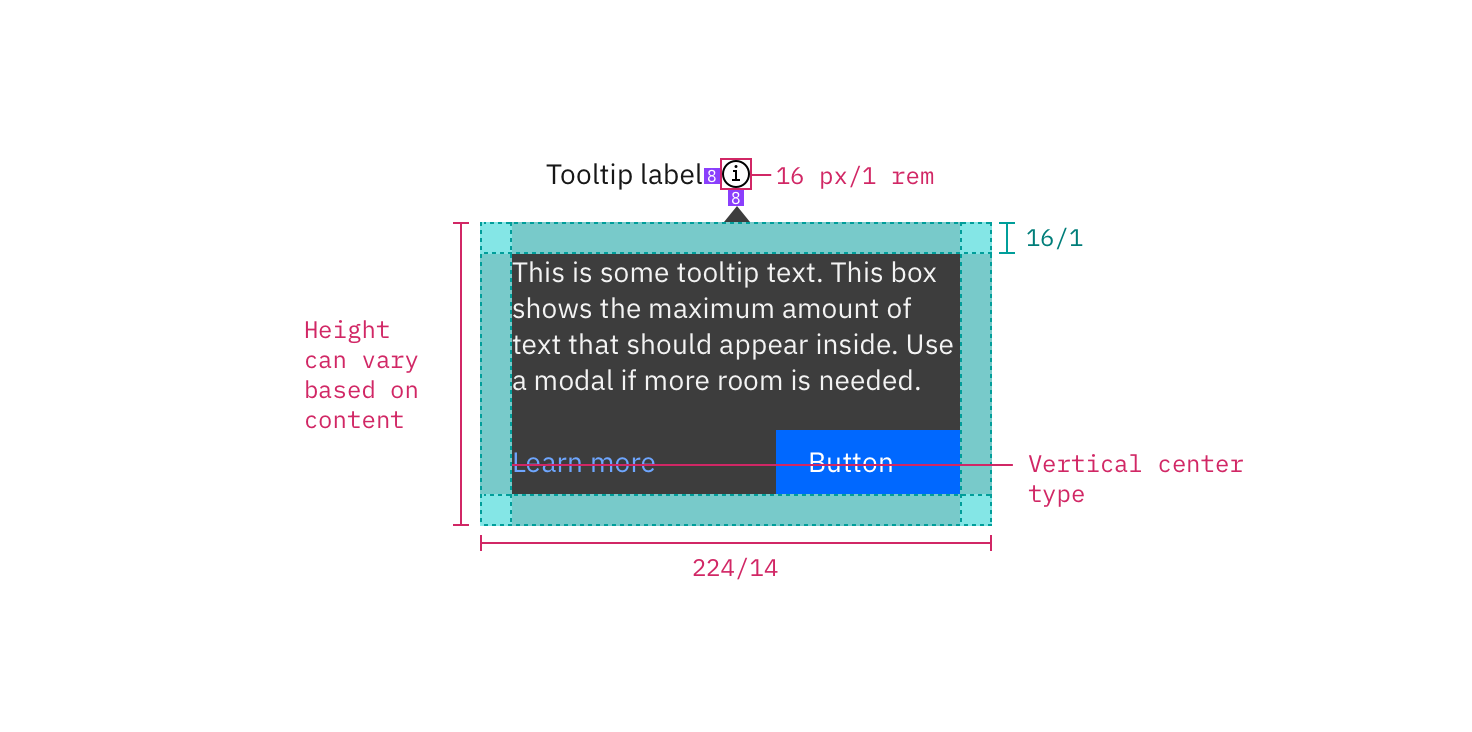 Tooltip label 8 i 16 px/1 rem
8
16/1
This is some tooltip text. This box
shows the maximum amount of
text that should appear inside. Use
a modal if more room is needed.
Height
can vary
based on
content
Learn more
Button
Vertical center
type
224/14